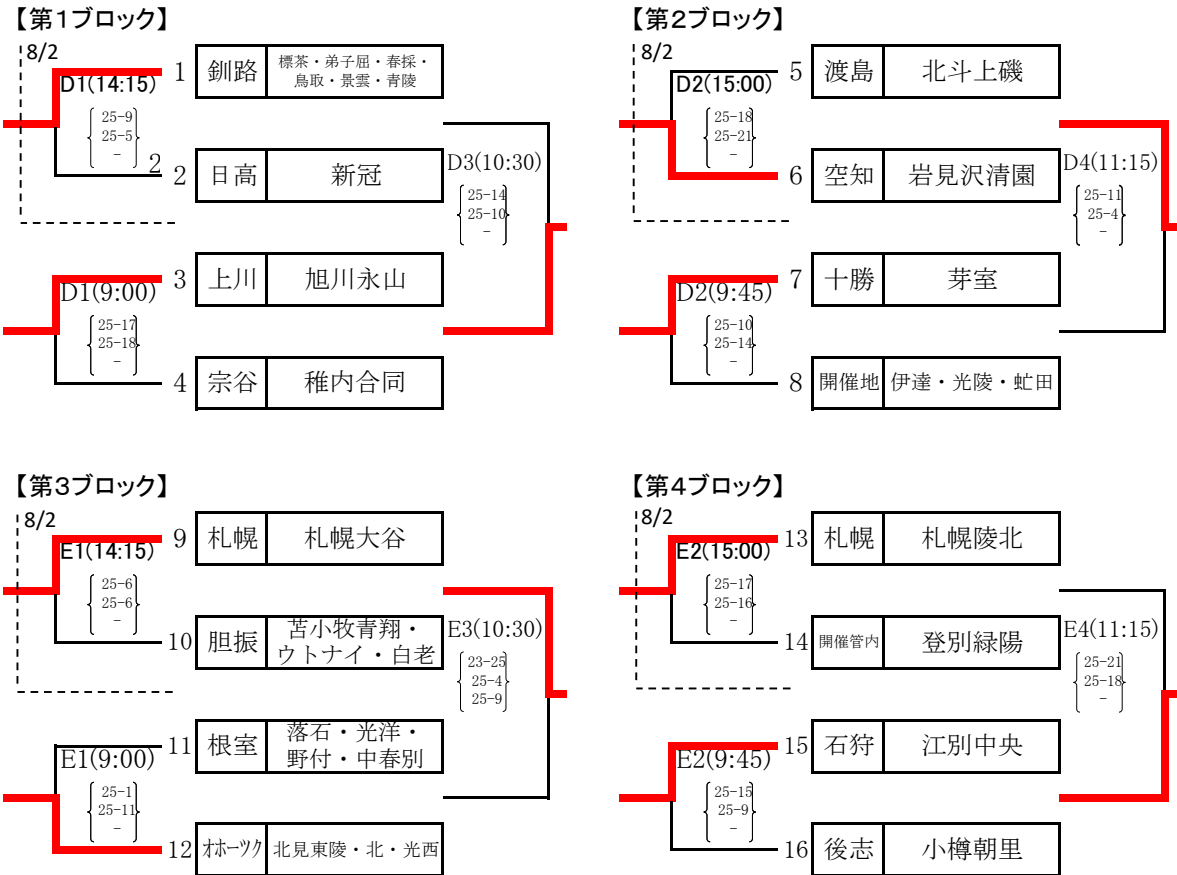 【第1ブロック】
8/2
D1(14:15)
25-9
25-5
-
2
1 釧路 標茶・弟子屈・春採・
鳥取・景雲・青陵
2 日高 新冠
D3(10:30)
25-14
25-10
-
3 上川 旭川永山
D1(9:00)
25-17
25-18
-
4 宗谷 稚内合同
【第2ブロック】
8/2
D2(15:00)
25-18
25-21
-
5 渡島 北斗上磯
6 空知 岩見沢清園
D4(11:15)
25-11
25-4
-
7 十勝 芽室
D2(9:45)
25-10
25-14
-
8 開催地 伊達・光陵・虻田
【第3ブロック】
8/2
E1(14:15)
25-6
25-6
-
9 札幌 札幌大谷
10 胆振 苫小牧青翔・
ウトナイ・白老
E3(10:30)
23-25
25-4
25-9
11 根室 落石・光洋・
野付・中春別
E1(9:00)
25-1
25-11
-
12 オホーツク 北見東陵・北・光西
【第4ブロック】
8/2
E2(15:00)
25-17
25-16
-
13 札幌 札幌陵北
14 開催管内 登別緑陽
E4(11:15)
25-21
25-18
-
15 石狩 江別中央
E2(9:45)
25-15
25-9
-
16 後志 小樽朝里